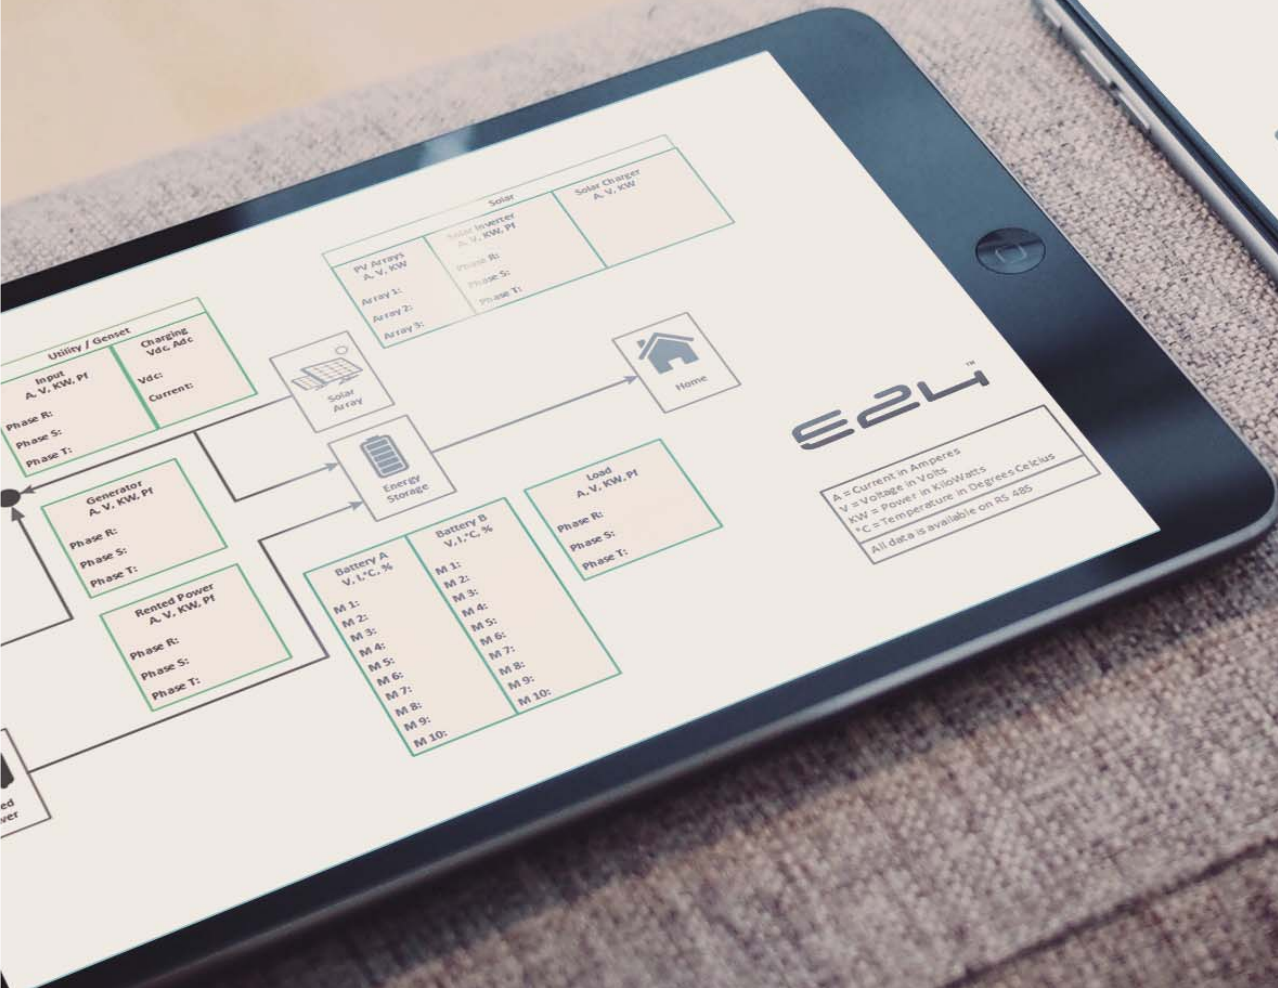 Solar
PV Arrays
A, V, KW
Array 1:
Array 2:
Array 3:
Solar Inverter
A, V, KW, Pf
Phase R:
Phase S:
Phase T:
Solar Charger
A, V, KW
Utility / Genset
Input
A, V, KW, Pf
Phase R:
Phase S:
Phase T:
Charging
Vdc, Adc
Vdc:
Current:
Solar
Array
Home
Energy
Storage
Generator
A, V, KW, Pf
Phase R:
Phase S:
Phase T:
Rented Power
A, V, KW, Pf
Phase R:
Phase S:
Phase T:
Battery A
V, I,°C, %
M 1:
M 2:
M 3:
M 4:
M 5:
M 6:
M 7:
M 8:
M 9:
M 10:
Battery B
V, I,°C, %
M 1:
M 2:
M 3:
M 4:
M 5:
M 6:
M 7:
M 8:
M 9:
M 10:
Load
A, V, KW, Pf
Phase R:
Phase S:
Phase T:
E24™
A = Current in Amperes
V = Voltage in Volts
KW = Power in KiloWatts
°C = Temperature in Degrees Celcius
All data is available on RS 485